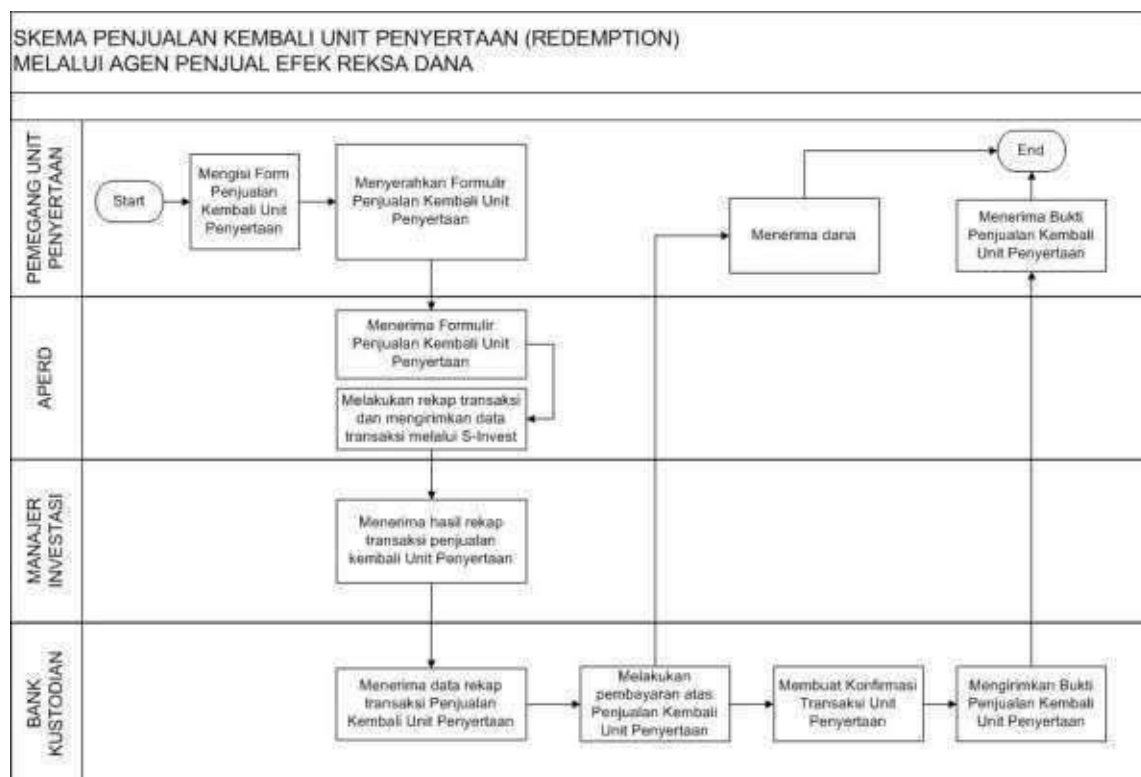 SKEMA PENJUALAN KEMBALI UNIT PENYERTAAN (REDEMPTION)
MELALUI AGEN PENJUAL EFEK REKSA DANA
PEMEGANG UNIT
PENYERTAAN
Start
Mengisi Form
Penjualan
Kembali Unit
Penyertaan
Menyerahkan Formulir
Penjualan Kembali Unit
Penyertaan
Menerima dana
End
Menerima Bukti
Penjualan Kembali
Unit Penyertaan
APERD
Menerima Formulir
Penjualan Kembali Unit
Penyertaan
Melakukan rekap transaksi
dan mengirimkan data
transaksi melalui S-Invest
MANAJER
INVESTASI
Menerima hasil rekap
transaksi penjualan
kembali Unit Penyertaan
BANK
KUSTODIAN
Menerima data rekap
transaksi Penjualan
Kembali Unit Penyertaan
Melakukan
pembayaran atas
Penjualan Kembali
Unit Penyertaan
Membuat Konfirmasi
Transaksi Unit
Penyertaan
Mengirimkan Bukti
Penjualan Kembali
Unit Penyertaan